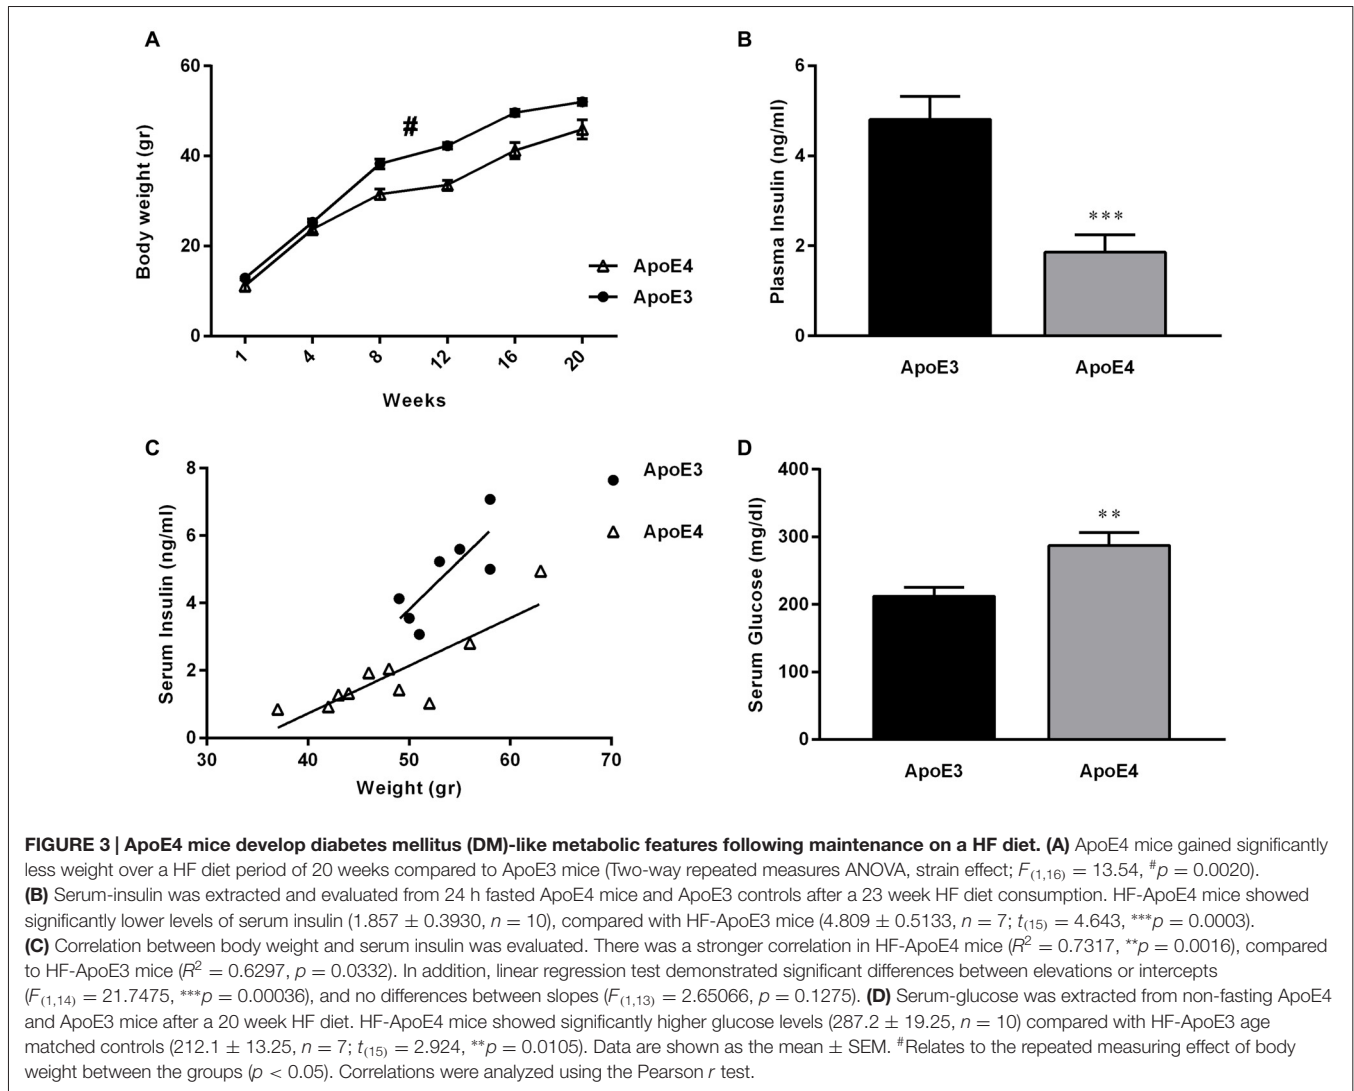 A
60
40
20
0
Body weight (gr)
#
ApoE4
ApoE3
1
4
8
12
16
20
Weeks
B
6
4
2
0
Plasma Insulin (ng/ml)
***
ApoE3
ApoE4
C
8
6
4
2
0
Serum Insulin (ng/ml)
30
40
50
60
70
Weight (gr)
ApoE3
ApoE4
D
400
300
200
100
0
Serum Glucose (mg/dl)
**
ApoE3
ApoE4
FIGURE 3 | ApoE4 mice develop diabetes mellitus (DM)-like metabolic features following maintenance on a HF diet. (A) ApoE4 mice gained significantly
less weight over a HF diet period of 20 weeks compared to ApoE3 mice (Two-way repeated measures ANOVA, strain effect; F(1,16) = 13.54, #p = 0.0020).
(B) Serum-insulin was extracted and evaluated from 24 h fasted ApoE4 mice and ApoE3 controls after a 23 week HF diet consumption. HF-ApoE4 mice showed
significantly lower levels of serum insulin (1.857 ± 0.3930, n = 10), compared with HF-ApoE3 mice (4.809 ± 0.5133, n = 7; t(15) = 4.643, ***p = 0.0003).
(C) Correlation between body weight and serum insulin was evaluated. There was a stronger correlation in HF-ApoE4 mice (R² = 0.7317, **p = 0.0016), compared
to HF-ApoE3 mice (R² = 0.6297, p = 0.0332). In addition, linear regression test demonstrated significant differences between elevations or intercepts
(F(1,14) = 21.7475, ***p = 0.00036), and no differences between slopes (F(1,13) = 2.65066, p = 0.1275). (D) Serum-glucose was extracted from non-fasting ApoE4
and ApoE3 mice after a 20 week HF diet. HF-ApoE4 mice showed significantly higher glucose levels (287.2 ± 19.25, n = 10) compared with HF-ApoE3 age
matched controls (212.1 ± 13.25, n = 7; t(15) = 2.924, **p = 0.0105). Data are shown as the mean ± SEM. #Relates to the repeated measuring effect of body
weight between the groups (p < 0.05). Correlations were analyzed using the Pearson r test.